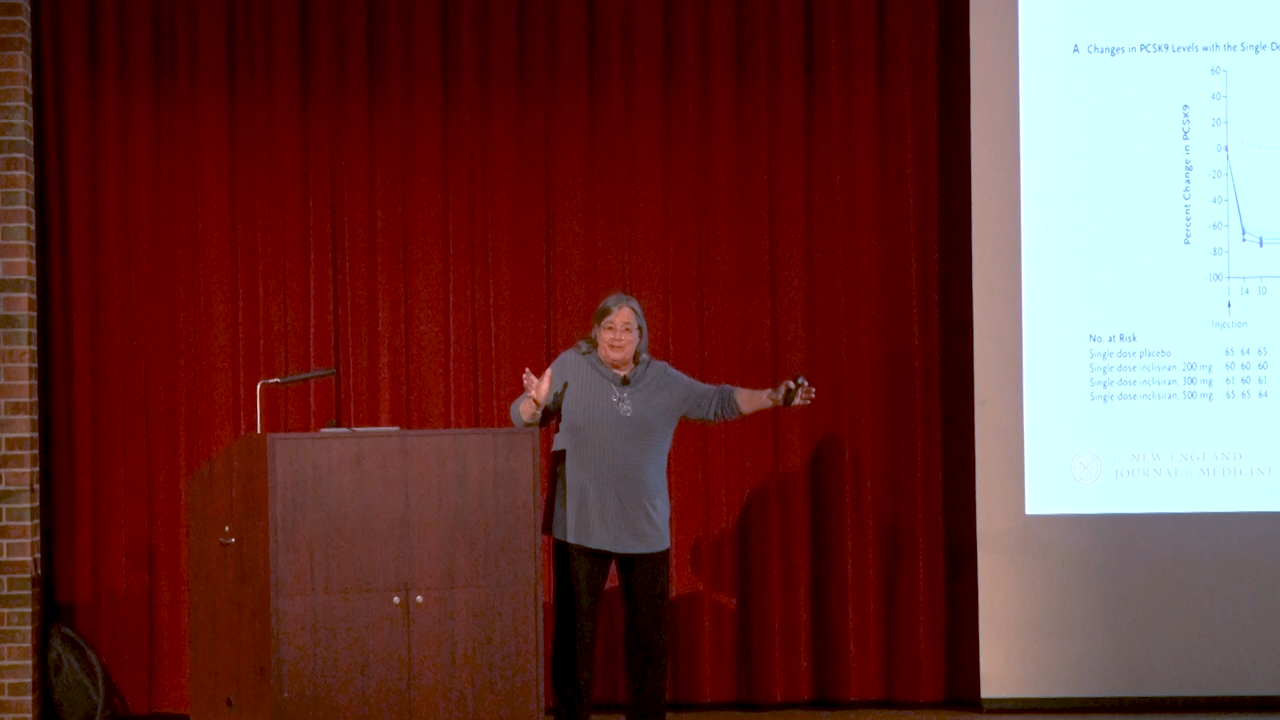 A Changes in PCSK9 Levels with the Single-Do
60
40
20
0
-20
-40
-60
-80
-100
Percent Change in PCSK9
1 14 30
Injection
No. at Risk
Single dose placebo 65 64 65
Single dose inclisiran, 200 mg 60 60 60
Single dose inclisiran, 300 mg 61 60 61
Single dose inclisiran, 500 mg 65 65 64
NEW ENGLAND
JOURNAL of MEDICINE